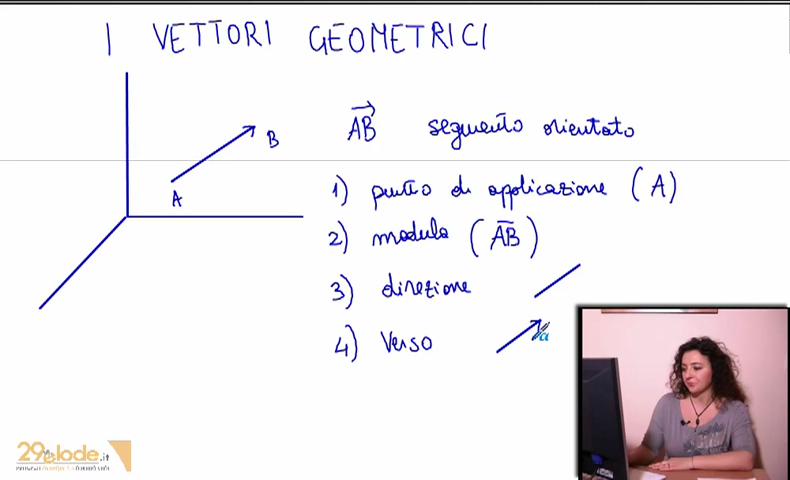 I VETTORI GEOMETRICI
B
A
AB segmento orientato
1) punto di applicazione (A)
2) modulo (AB)
3) direzione
4) Verso
29elode.it